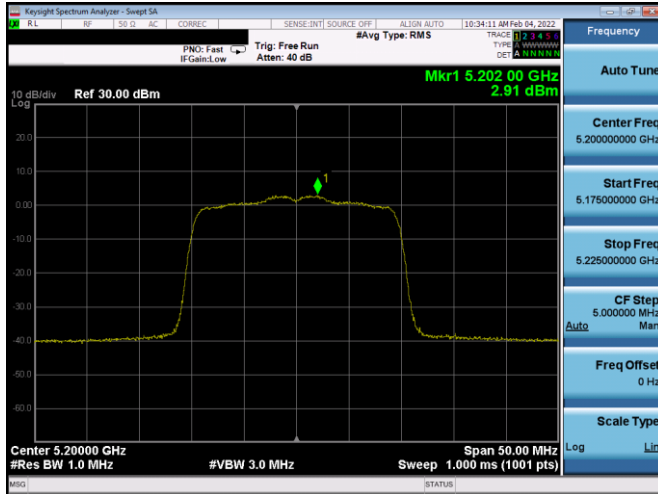 Keysight Spectrum Analyzer - Swept SA
RL RF 50 Ω AC CORREC SENSE:INT SOURCE OFF ALIGN AUTO 10:34:11 AM Feb 04, 2022
#Avg Type: RMS
TRACE 1 2 3 4 5 6
PNO: Fast Trig: Free Run TYPE A WWWWW
IFGain:Low Atten: 40 dB DET A N N N N N
Mkr1 5.202 00 GHz
2.91 dBm
10 dB/div Ref 30.00 dBm
Log
20.0
10.0
0.00
-10.0
-20.0
-30.0
-40.0
-50.0
-60.0
1
Center 5.20000 GHz Span 50.00 MHz
#Res BW 1.0 MHz #VBW 3.0 MHz Sweep 1.000 ms (1001 pts)
MSG STATUS
Frequency
Auto Tune
Center Freq
5.200000000 GHz
Start Freq
5.175000000 GHz
Stop Freq
5.225000000 GHz
CF Step
5.000000 MHz
Auto Man
Freq Offset
0 Hz
Scale Type
Log Lin